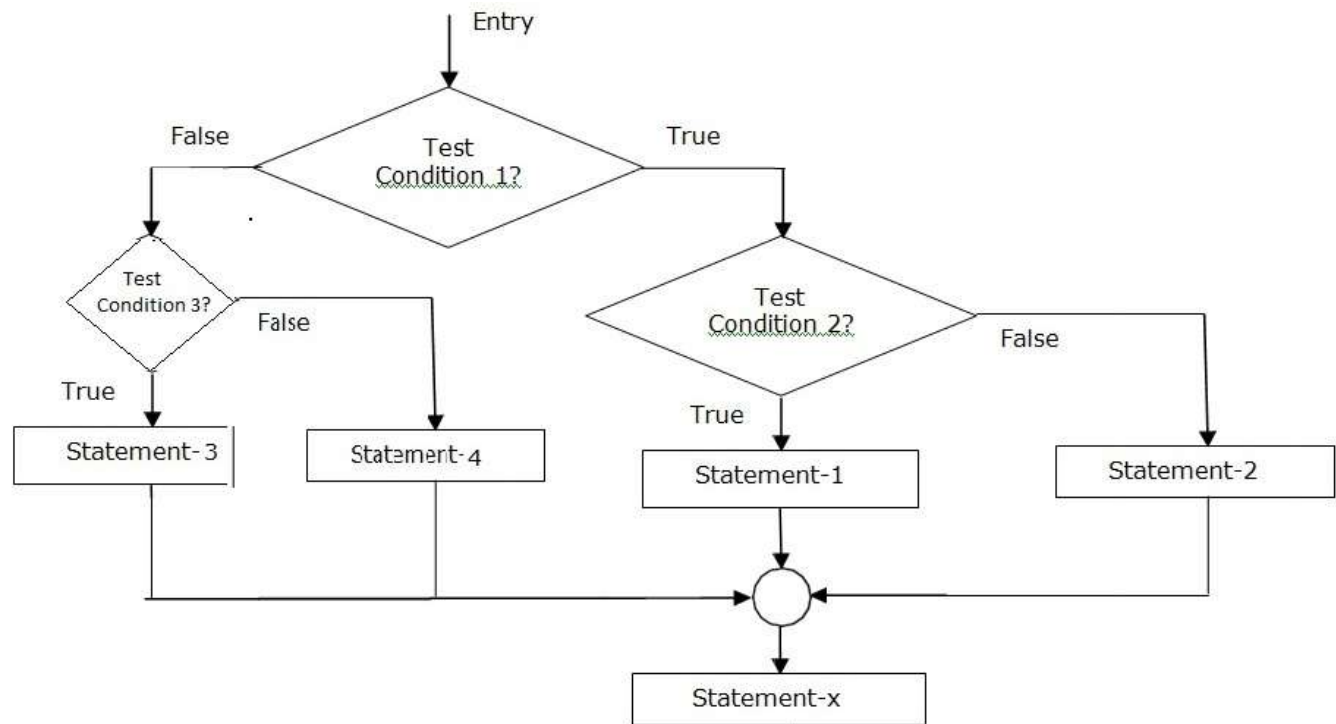 Entry
False
True
Test
Condition 1?
Test
Condition 3?
False
Test
Condition 2?
False
True
True
Statement-3
Statement-4
Statement-1
Statement-2
Statement-x